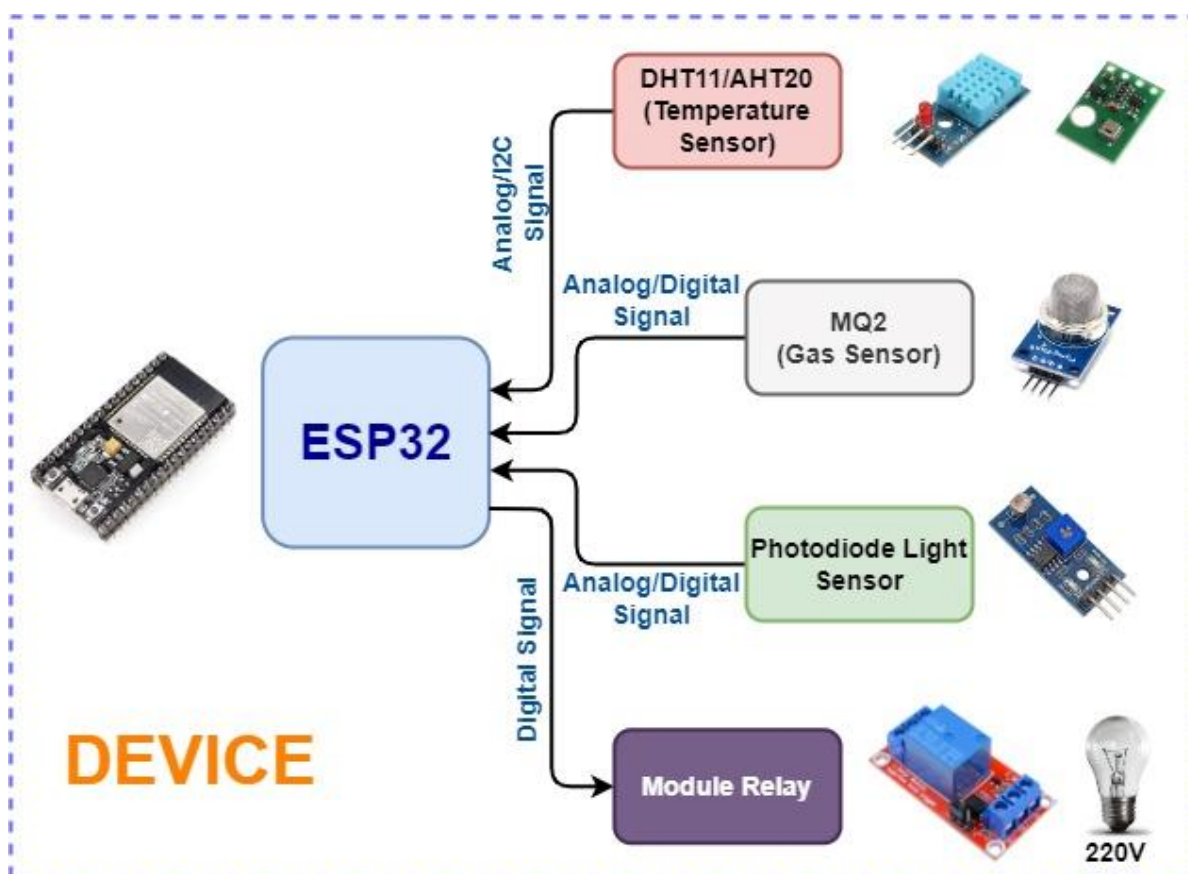 DHT11/AHT20
(Temperature
Sensor)
Analog/I2C
Signal
Analog/Digital
Signal
MQ2
(Gas Sensor)
ESP32
Photodiode Light
Sensor
Analog/Digital
Signal
Digital Signal
DEVICE
Module Relay
220V